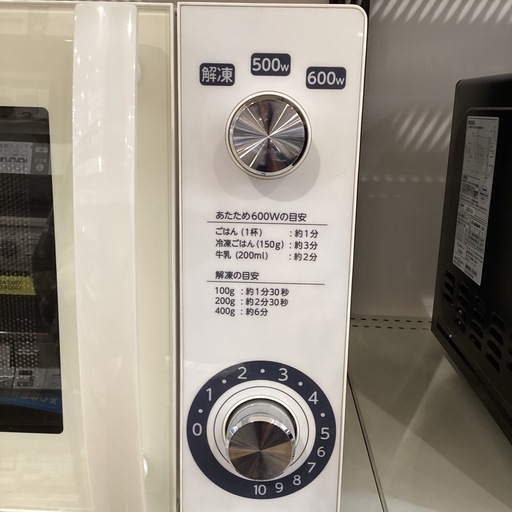 解凍
500W
600W
あたため600Wの目安
ごはん(1杯) :約1分
冷凍ごはん(150g):約3分
牛乳(200ml) :約2分
解凍の目安
100g :約1分30秒
200g :約2分30秒
400g :約6分
0 · 1 · 2 · 3 · 4 · 5 6 7 8 9 10